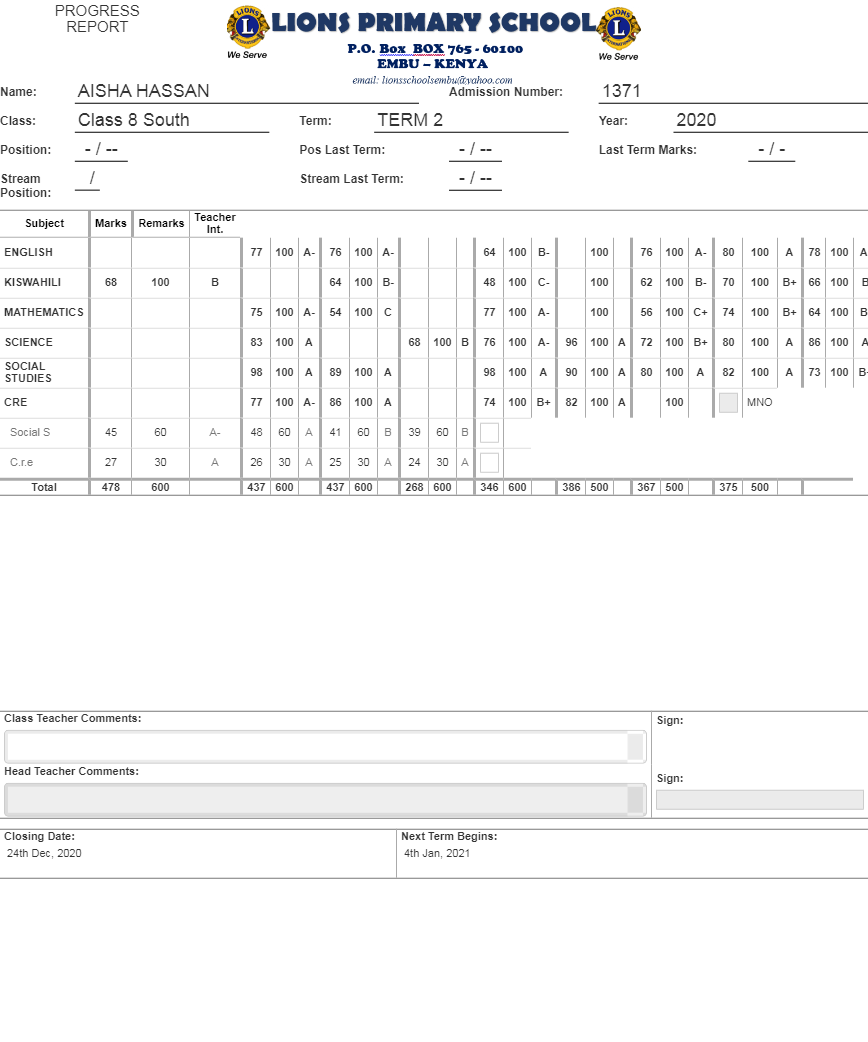 PROGRESS REPORT
LIONS PRIMARY SCHOOL
P.O. Box BOX 765 - 60100
EMBU – KENYA
email: lionsschoolsembu@yahoo.com
LIONS L INTERNATIONAL We Serve
LIONS L INTERNATIONAL We Serve
Name: AISHA HASSAN Admission Number: 1371
Class: Class 8 South Term: TERM 2 Year: 2020
Position: - / -- Pos Last Term: - / -- Last Term Marks: - / -
Stream Position: / Stream Last Term: - / --
Subject Marks Remarks Teacher Int.
ENGLISH 77 100 A- 76 100 A- 64 100 B- 100 76 100 A- 80 100 A 78 100 A
KISWAHILI 68 100 B 64 100 B- 48 100 C- 100 62 100 B- 70 100 B+ 66 100 B
MATHEMATICS 75 100 A- 54 100 C 77 100 A- 100 56 100 C+ 74 100 B+ 64 100 B
SCIENCE 83 100 A 68 100 B 76 100 A- 96 100 A 72 100 B+ 80 100 A 86 100 A
SOCIAL STUDIES 98 100 A 89 100 A 98 100 A 90 100 A 80 100 A 82 100 A 73 100 B
CRE 77 100 A- 86 100 A 74 100 B+ 82 100 A 100 MNO
Social S 45 60 A- 48 60 A 41 60 B 39 60 B
C.r.e 27 30 A 26 30 A 25 30 A 24 30 A
Total 478 600 437 600 437 600 268 600 346 600 386 500 367 500 375 500
Class Teacher Comments: Sign:
Head Teacher Comments: Sign:
Closing Date: Next Term Begins:
24th Dec, 2020 4th Jan, 2021